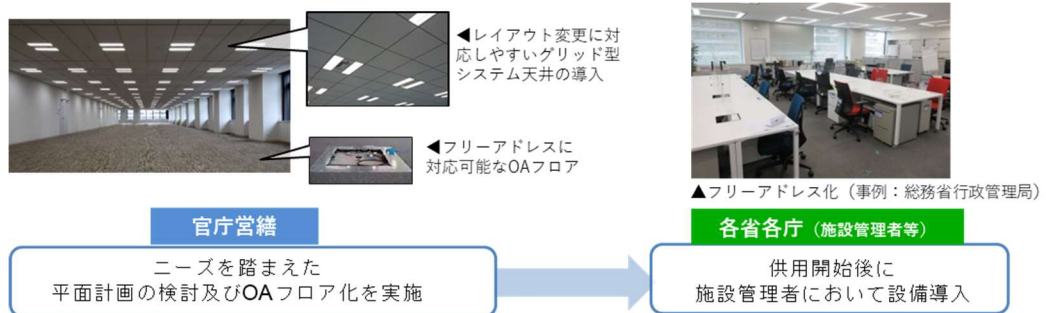 ◀レイアウト変更に対
応しやすいグリッド型
システム天井の導入
◀フリーアドレスに
対応可能なOAフロア
▲フリーアドレス化（事例：総務省行政管理局）
官庁営繕
ニーズを踏まえた
平面計画の検討及びOAフロア化を実施
各省各庁（施設管理者等）
供用開始後に
施設管理者において設備導入